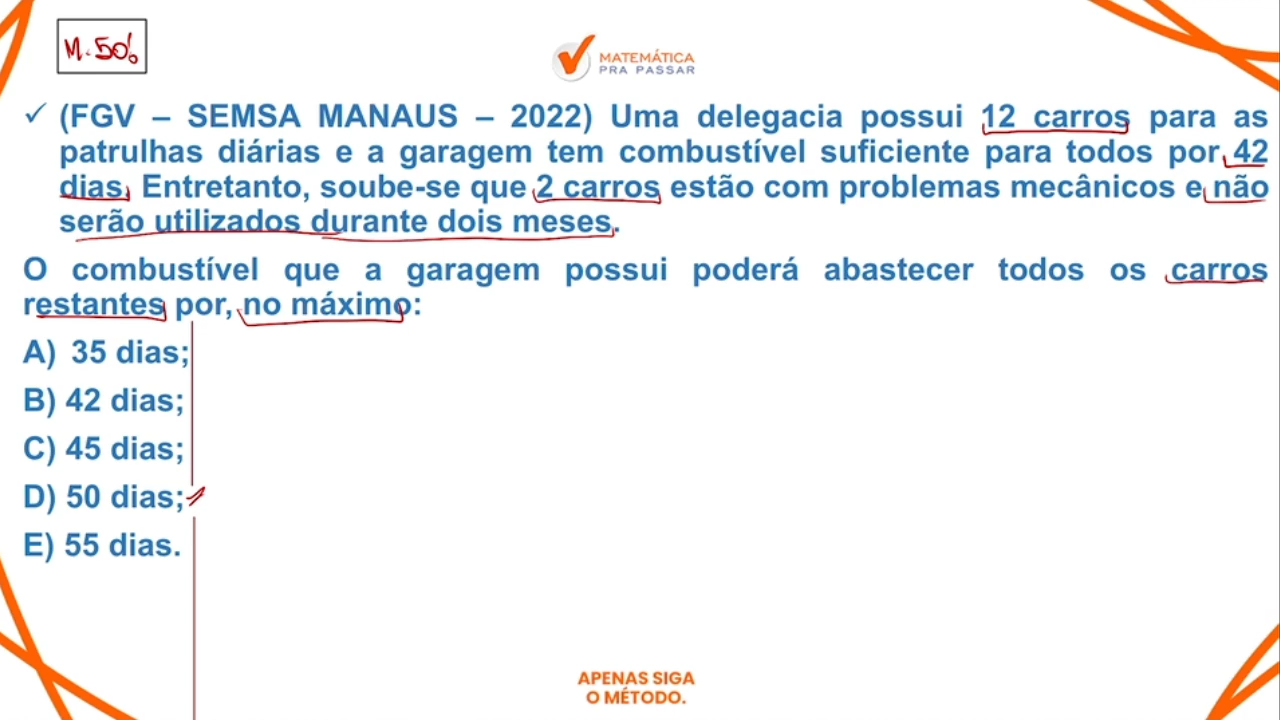 M.50%
MATEMÁTICA
PRA PASSAR
✓ (FGV – SEMSA MANAUS – 2022) Uma delegacia possui 12 carros para as
patrulhas diárias e a garagem tem combustível suficiente para todos por 42
dias. Entretanto, soube-se que 2 carros estão com problemas mecânicos e não
serão utilizados durante dois meses.
O combustível que a garagem possui poderá abastecer todos os carros
restantes por, no máximo:
A) 35 dias;
B) 42 dias;
C) 45 dias;
D) 50 dias;
E) 55 dias.
APENAS SIGA
O MÉTODO.